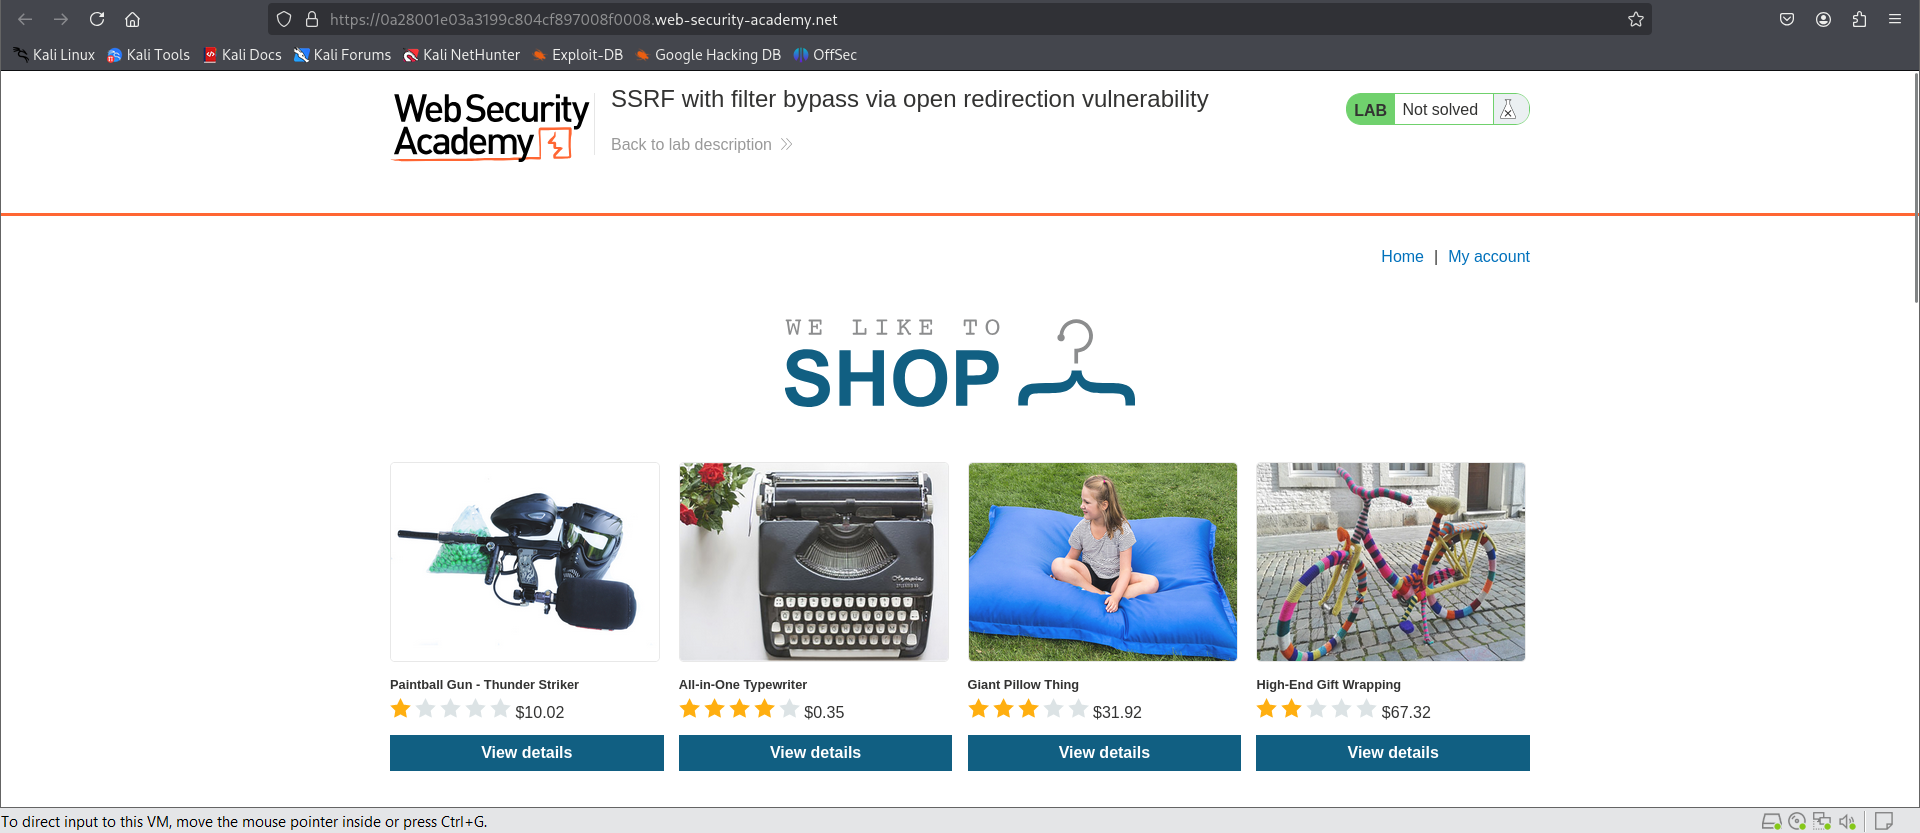 https://0a28001e03a3199c804cf897008f0008.web-security-academy.net
Kali Linux Kali Tools Kali Docs Kali Forums Kali NetHunter Exploit-DB Google Hacking DB OffSec
WebSecurity
Academy
SSRF with filter bypass via open redirection vulnerability
Back to lab description
LAB Not solved
Home | My account
WE LIKE TO
SHOP
Olympia
Paintball Gun - Thunder Striker
$10.02
View details
All-in-One Typewriter
$0.35
View details
Giant Pillow Thing
$31.92
View details
High-End Gift Wrapping
$67.32
View details
To direct input to this VM, move the mouse pointer inside or press Ctrl+G.